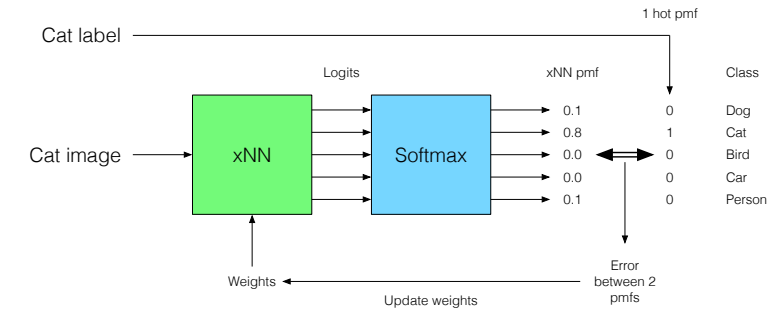 1 hot pmf
Cat label
Logits
xNN pmf
Class
0.1 0 Dog
0.8 1 Cat
Cat image
xNN
Softmax
0.0 0 Bird
0.0 0 Car
0.1 0 Person
Weights
Update weights
Error
between 2
pmfs